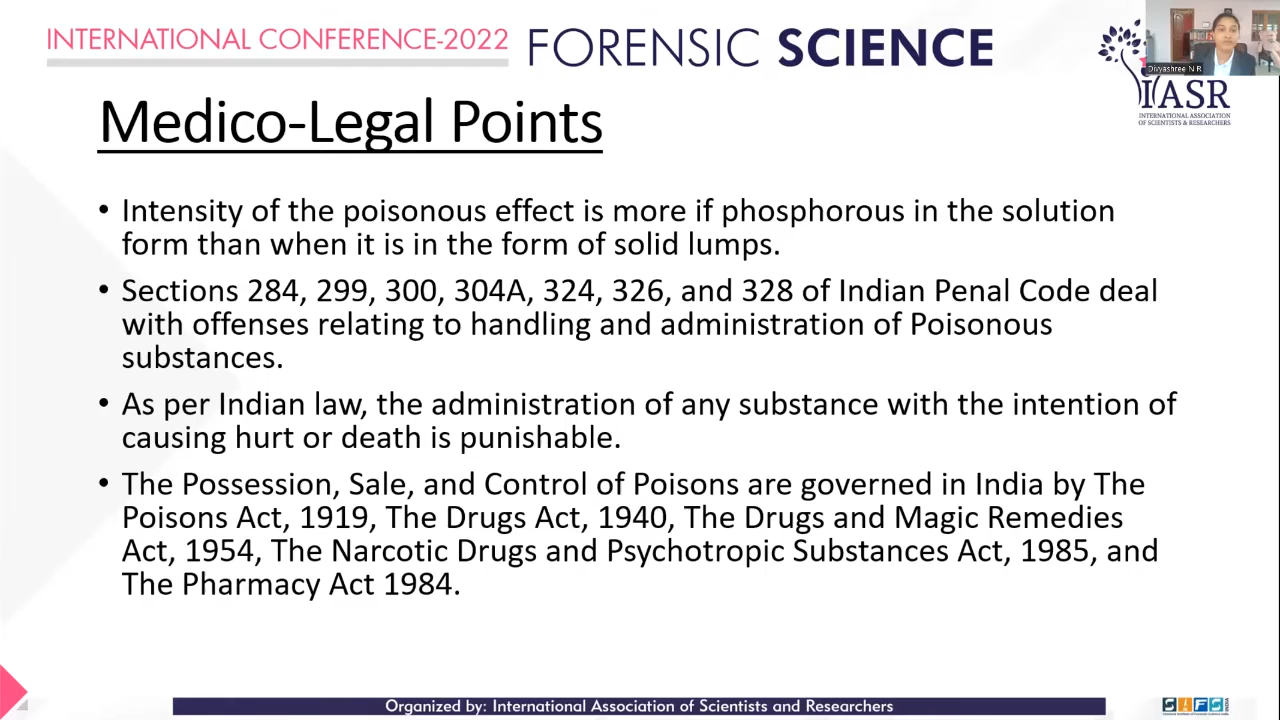 INTERNATIONAL CONFERENCE-2022 FORENSIC SCIENCE
Divyashree N R
IASR
INTERNATIONAL ASSOCIATION
OF SCIENTISTS & RESEARCHERS
Medico-Legal Points
• Intensity of the poisonous effect is more if phosphorous in the solution
form than when it is in the form of solid lumps.
• Sections 284, 299, 300, 304A, 324, 326, and 328 of Indian Penal Code deal
with offenses relating to handling and administration of Poisonous
substances.
• As per Indian law, the administration of any substance with the intention of
causing hurt or death is punishable.
• The Possession, Sale, and Control of Poisons are governed in India by The
Poisons Act, 1919, The Drugs Act, 1940, The Drugs and Magic Remedies
Act, 1954, The Narcotic Drugs and Psychotropic Substances Act, 1985, and
The Pharmacy Act 1984.
Organized by: International Association of Scientists and Researchers
SIFS
INDIA